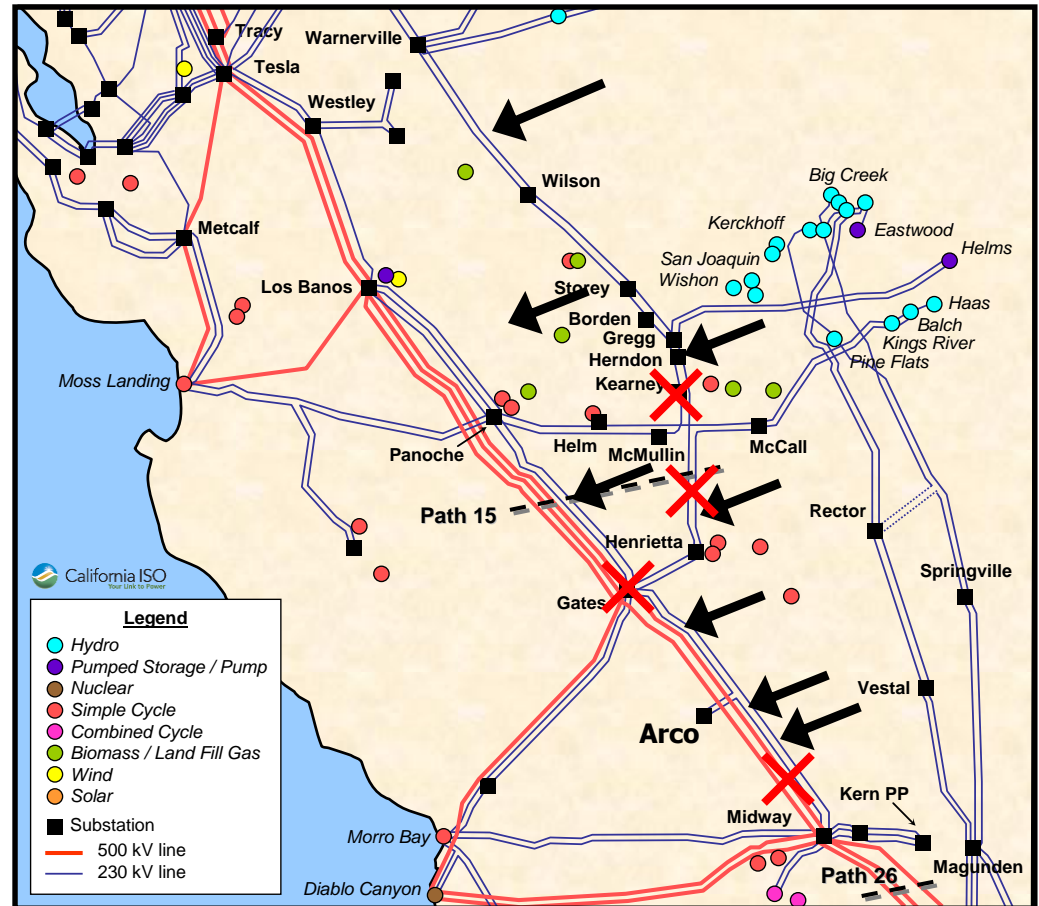 Tracy
Warnerville
Tesla
Westley
Wilson
Big Creek
Kerckhoff
Eastwood
Metcalf
San Joaquin
Helms
Wishon
Los Banos
Storey
Borden
Haas
Gregg
Balch
Herndon
Kings River
Pine Flats
Moss Landing
Kearney
Panoche
Helm
McMullin
McCall
Path 15
Rector
Henrietta
Springville
California ISO
Your Link to Power
Gates
Legend
Hydro
Pumped Storage / Pump
Nuclear
Simple Cycle
Combined Cycle
Biomass / Land Fill Gas
Wind
Solar
Substation
500 kV line
230 kV line
Vestal
Arco
Kern PP
Midway
Morro Bay
Magunden
Path 26
Diablo Canyon